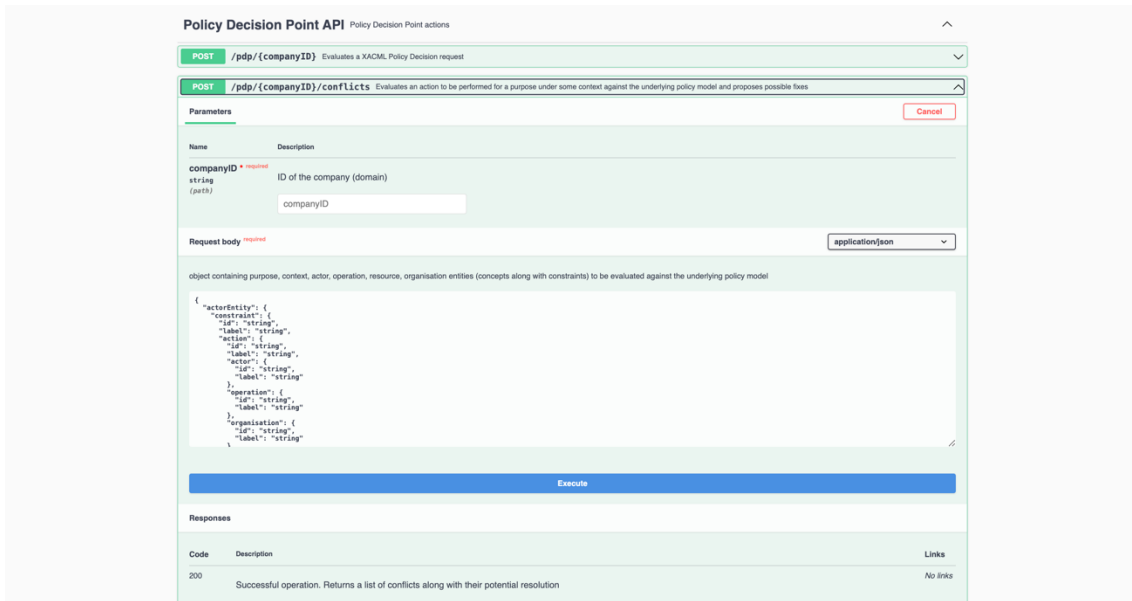 Policy Decision Point API Policy Decision Point actions
POST /pdp/{companyID} Evaluates a XACML Policy Decision request
POST /pdp/{companyID}/conflicts Evaluates an action to be performed for a purpose under some context against the underlying policy model and proposes possible fixes
Parameters Cancel
Name Description
companyID * required
string
(path)
ID of the company (domain)
companyID
Request body required application/json
object containing purpose, context, actor, operation, resource, organisation entities (concepts along with constraints) to be evaluated against the underlying policy model
{
"actorEntity": {
"constraint": {
"id": "string",
"label": "string",
"action": {
"id": "string",
"label": "string",
"actor": {
"id": "string",
"label": "string"
},
"operation": {
"id": "string",
"label": "string"
},
"organisation": {
"id": "string",
"label": "string"
}
Execute
Responses
Code Description Links
200 Successful operation. Returns a list of conflicts along with their potential resolution No links